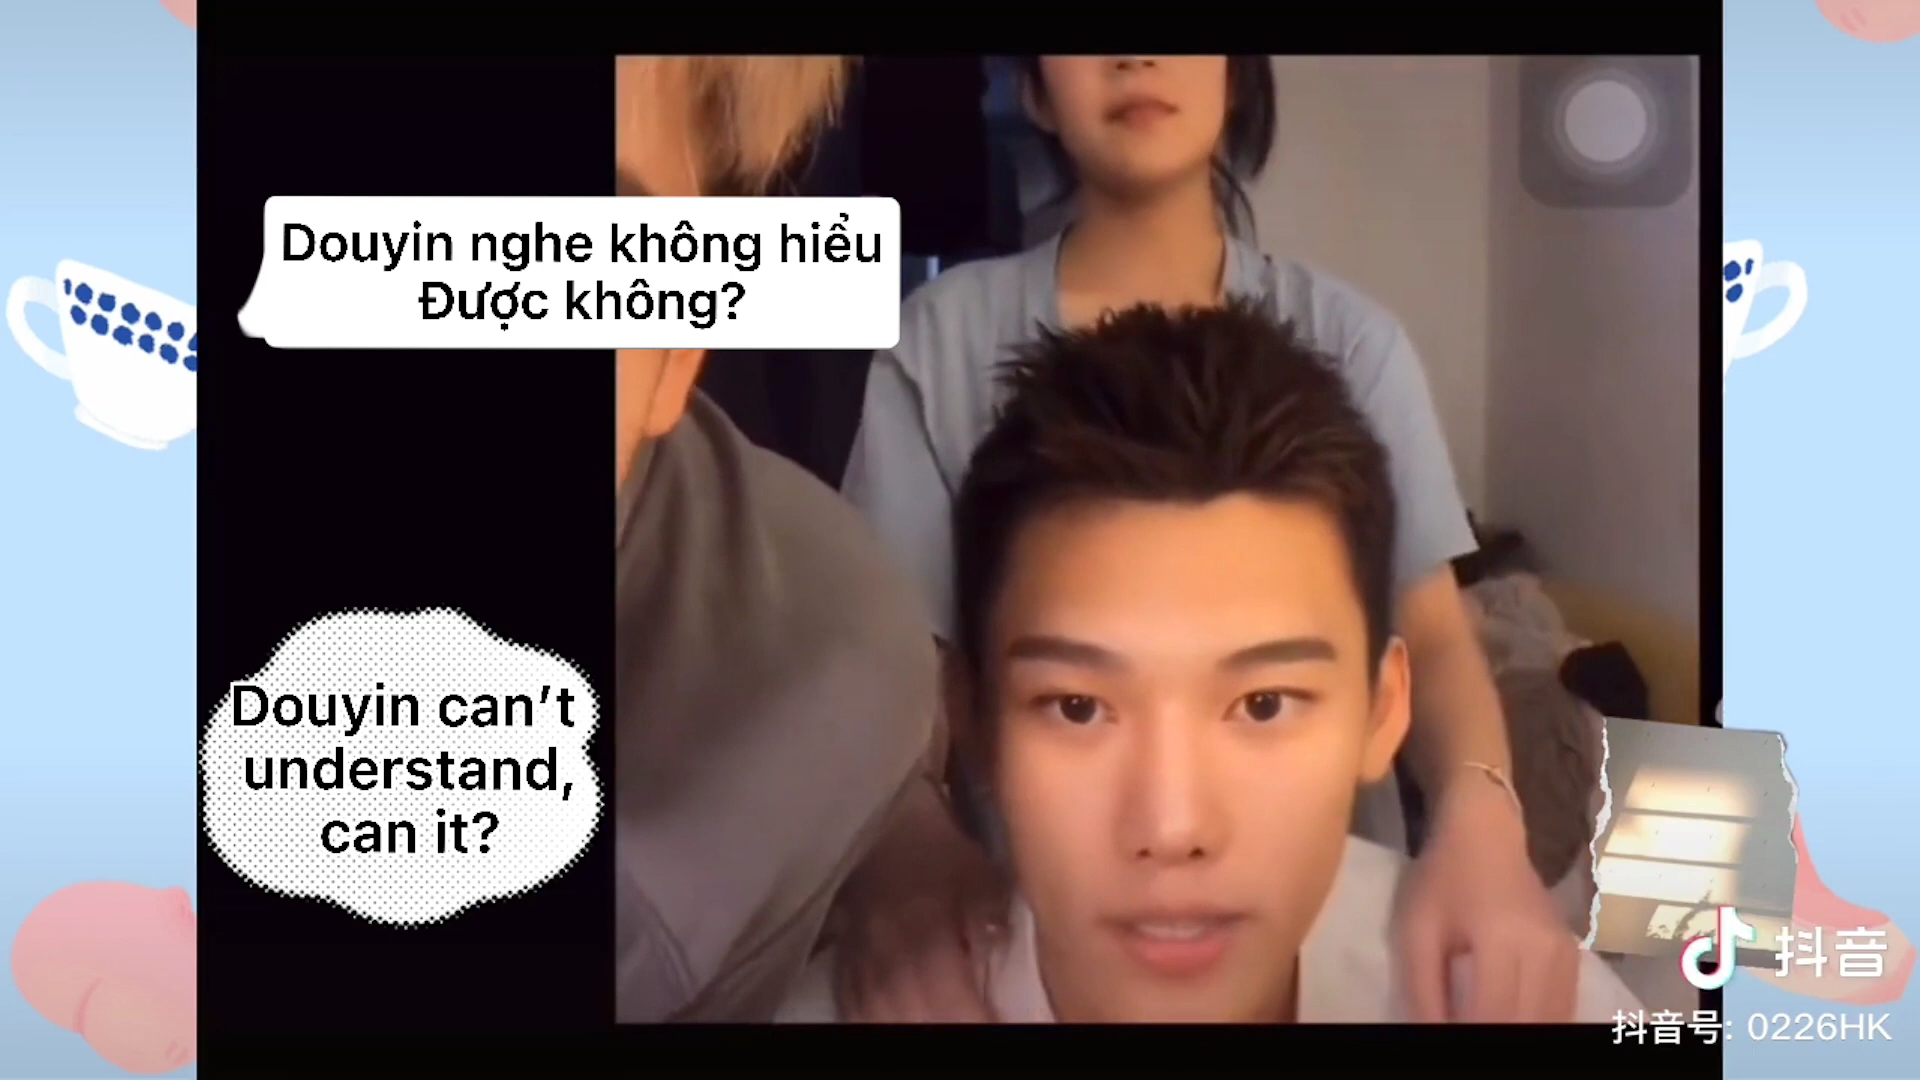 Douyin nghe không hiểu
Được không?
Douyin can't
understand,
can it?
抖音
抖音号: 0226HK